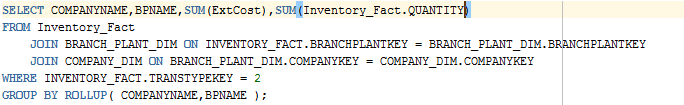 SELECT COMPANYNAME,BPNAME,SUM(ExtCost),SUM(Inventory_Fact.QUANTITY)
FROM Inventory_Fact
JOIN BRANCH_PLANT_DIM ON INVENTORY_FACT.BRANCHPLANTKEY = BRANCH_PLANT_DIM.BRANCHPLANTKEY
JOIN COMPANY_DIM ON BRANCH_PLANT_DIM.COMPANYKEY = COMPANY_DIM.COMPANYKEY
WHERE INVENTORY_FACT.TRANSTYPEKEY = 2
GROUP BY ROLLUP( COMPANYNAME,BPNAME );